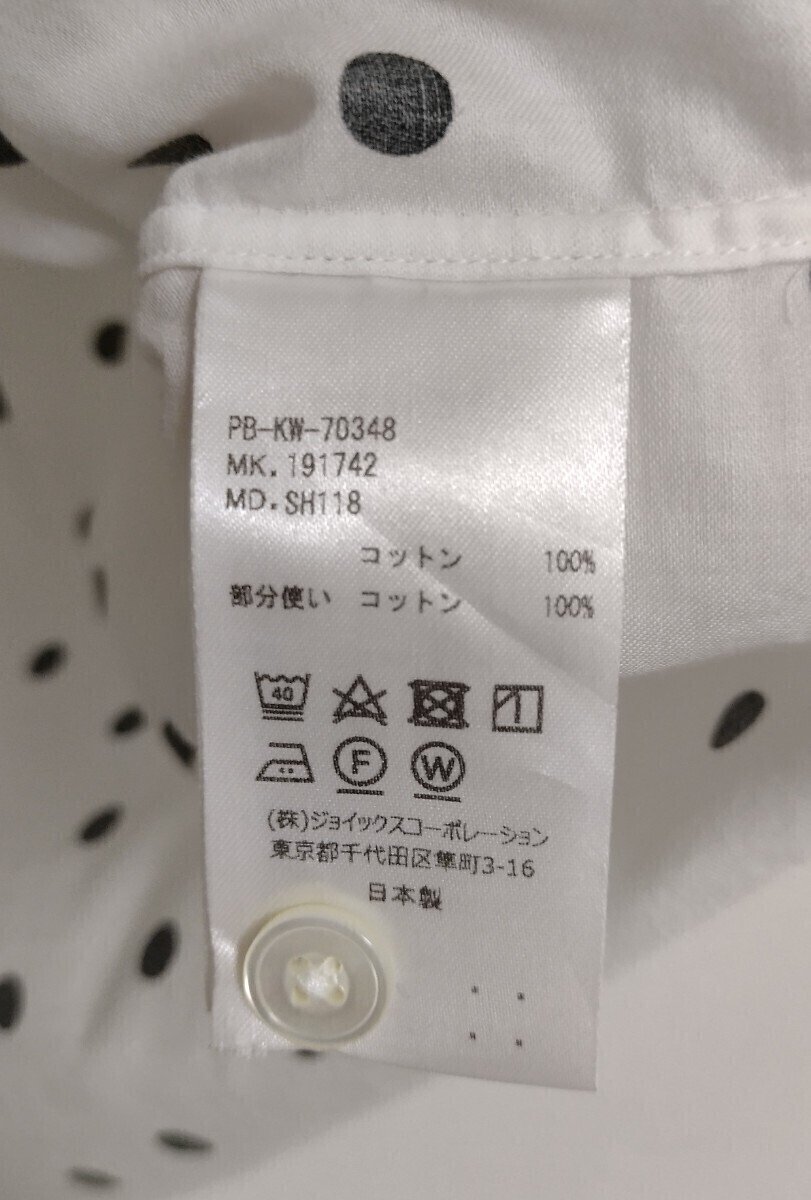 PB-KW-70348
MK. 191742
MD. SH118
コットン 100%
部分使い コットン 100%
40
F W
(株)ジョイックスコーポレーション
東京都千代田区隼町3-16
日本製